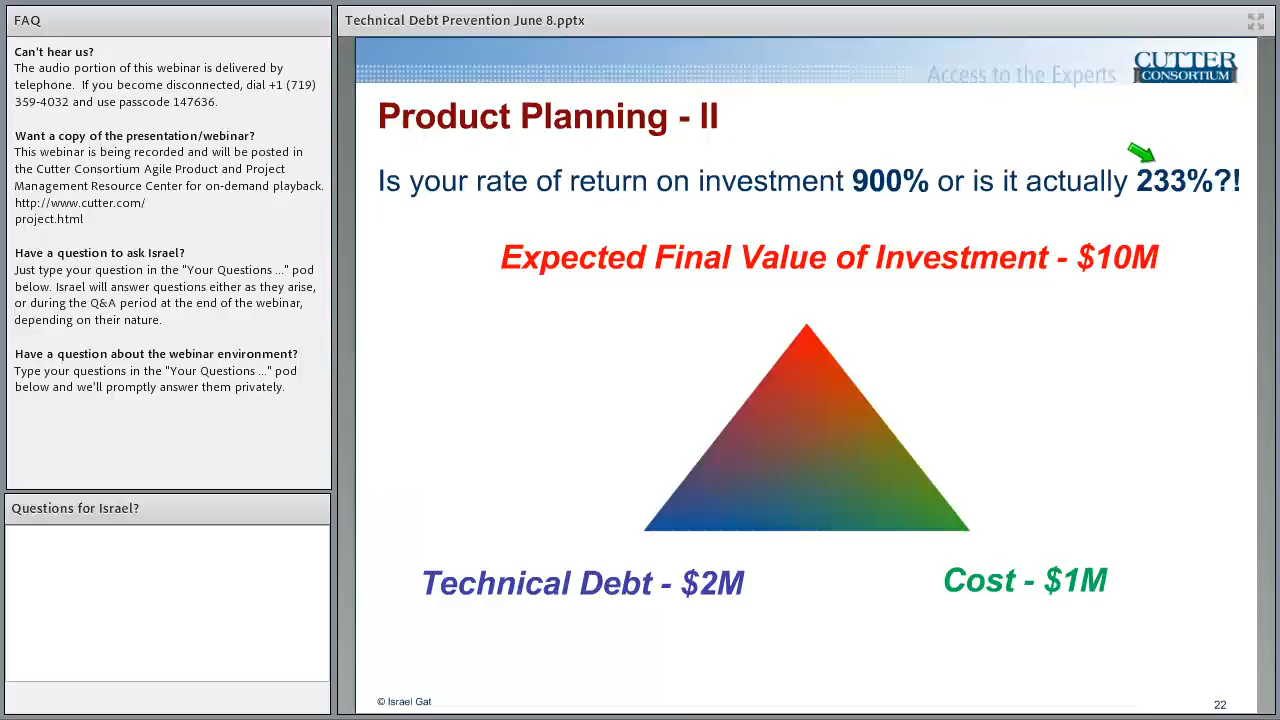 FAQ
Can't hear us?
The audio portion of this webinar is delivered by
telephone. If you become disconnected, dial +1 (719)
359-4032 and use passcode 147636.
Want a copy of the presentation/webinar?
This webinar is being recorded and will be posted in
the Cutter Consortium Agile Product and Project
Management Resource Center for on-demand playback.
http://www.cutter.com/
project.html
Have a question to ask Israel?
Just type your question in the "Your Questions ..." pod
below. Israel will answer questions either as they arise,
or during the Q&A period at the end of the webinar,
depending on their nature.
Have a question about the webinar environment?
Type your questions in the "Your Questions ..." pod
below and we'll promptly answer them privately.
Questions for Israel?
Technical Debt Prevention June 8.pptx
Access to the Experts
CUTTER
CONSORTIUM
Product Planning - II
Is your rate of return on investment 900% or is it actually 233%?!
Expected Final Value of Investment - $10M
Technical Debt - $2M
Cost - $1M
© Israel Gat
22